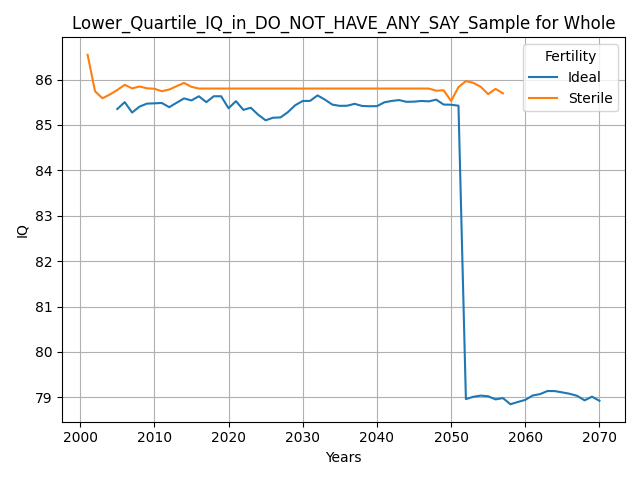 Lower_Quartile_IQ_in_DO_NOT_HAVE_ANY_SAY_Sample for Whole
Fertility
Ideal
Sterile
IQ
86
85
84
83
82
81
80
79
2000 2010 2020 2030 2040 2050 2060 2070
Years